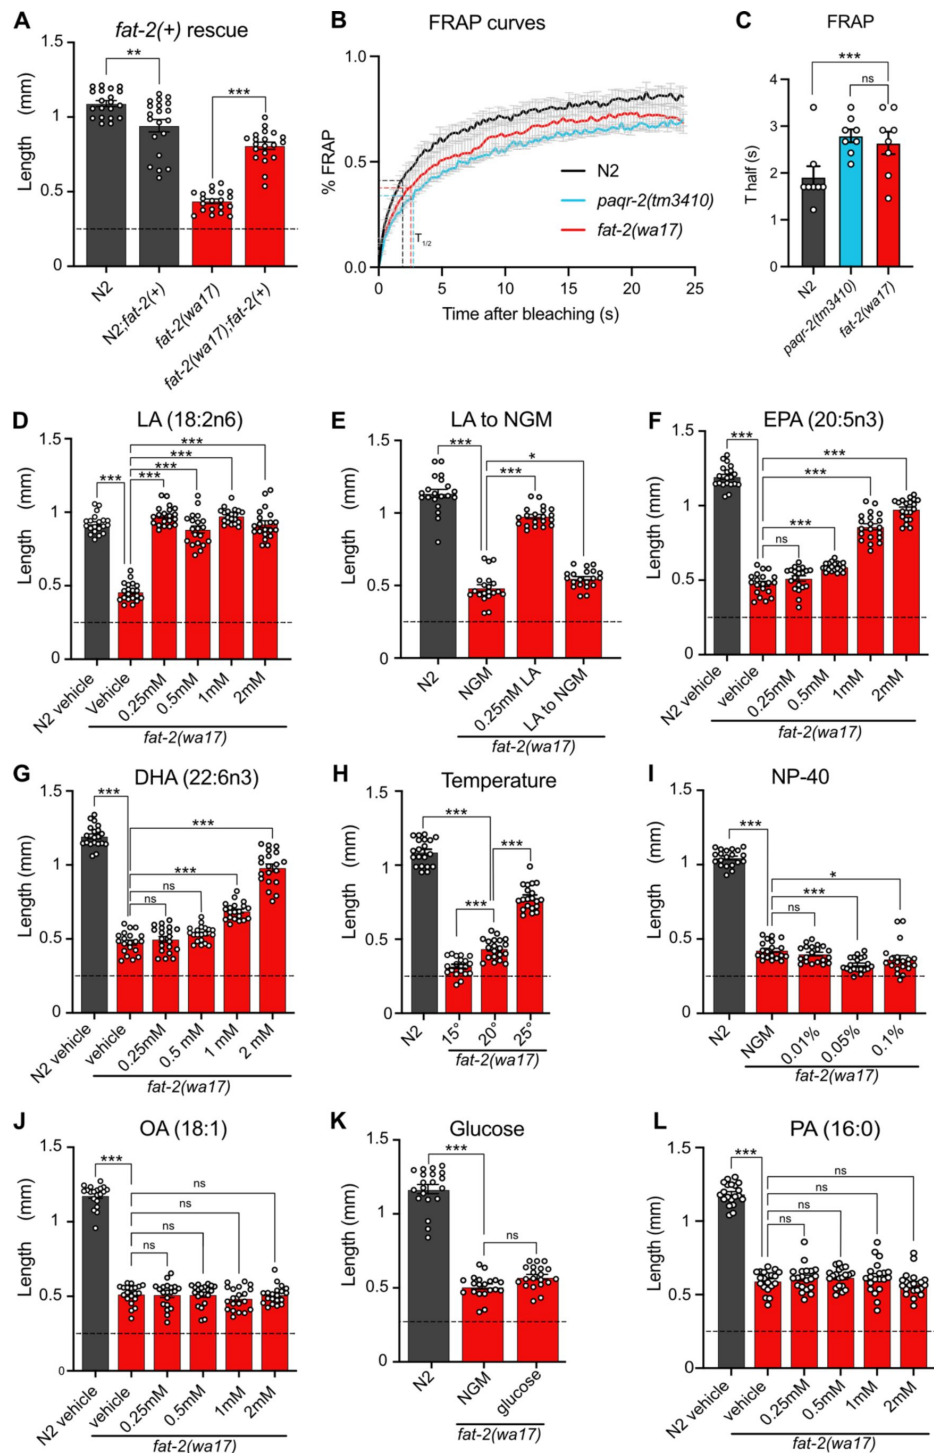 A
fat-2(+) rescue
Length (mm)
1.5
1
0.5
0
**
***
N2
N2;fat-2(+)
fat-2(wa17)
fat-2(wa17);fat-2(+)
B
FRAP curves
% FRAP
1.0
0.5
0.0
T1/2
N2
paqr-2(tm3410)
fat-2(wa17)
0 5 10 15 20 25
Time after bleaching (s)
C
FRAP
T half (s)
4
3
2
1
0
***
ns
N2
paqr-2(tm3410)
fat-2(wa17)
D
LA (18:2n6)
Length (mm)
1.5
1
0.5
0
***
***
***
***
***
N2 vehicle
Vehicle
0.25mM
0.5mM
1mM
2mM
fat-2(wa17)
E
LA to NGM
Length (mm)
1.5
1
0.5
0
***
*
***
N2
NGM
0.25mM LA
LA to NGM
fat-2(wa17)
F
EPA (20:5n3)
Length (mm)
1.5
1
0.5
0
***
***
***
***
ns
N2 vehicle
vehicle
0.25mM
0.5mM
1mM
2mM
fat-2(wa17)
G
DHA (22:6n3)
Length (mm)
1.5
1
0.5
0
***
***
***
ns
ns
N2 vehicle
vehicle
0.25mM
0.5 mM
1 mM
2 mM
fat-2(wa17)
H
Temperature
Length (mm)
1.5
1
0.5
0
***
***
***
N2
15°
20°
25°
fat-2(wa17)
I
NP-40
Length (mm)
1.5
1
0.5
0
***
*
***
ns
N2
NGM
0.01%
0.05%
0.1%
fat-2(wa17)
J
OA (18:1)
Length (mm)
1.5
1
0.5
0
***
ns
ns
ns
ns
N2 vehicle
vehicle
0.25mM
0.5mM
1mM
2mM
fat-2(wa17)
K
Glucose
Length (mm)
1.5
1
0.5
0
***
ns
N2
NGM
glucose
fat-2(wa17)
L
PA (16:0)
Length (mm)
1.5
1
0.5
0
***
ns
ns
ns
ns
N2 vehicle
vehicle
0.25mM
0.5mM
1mM
2mM
fat-2(wa17)